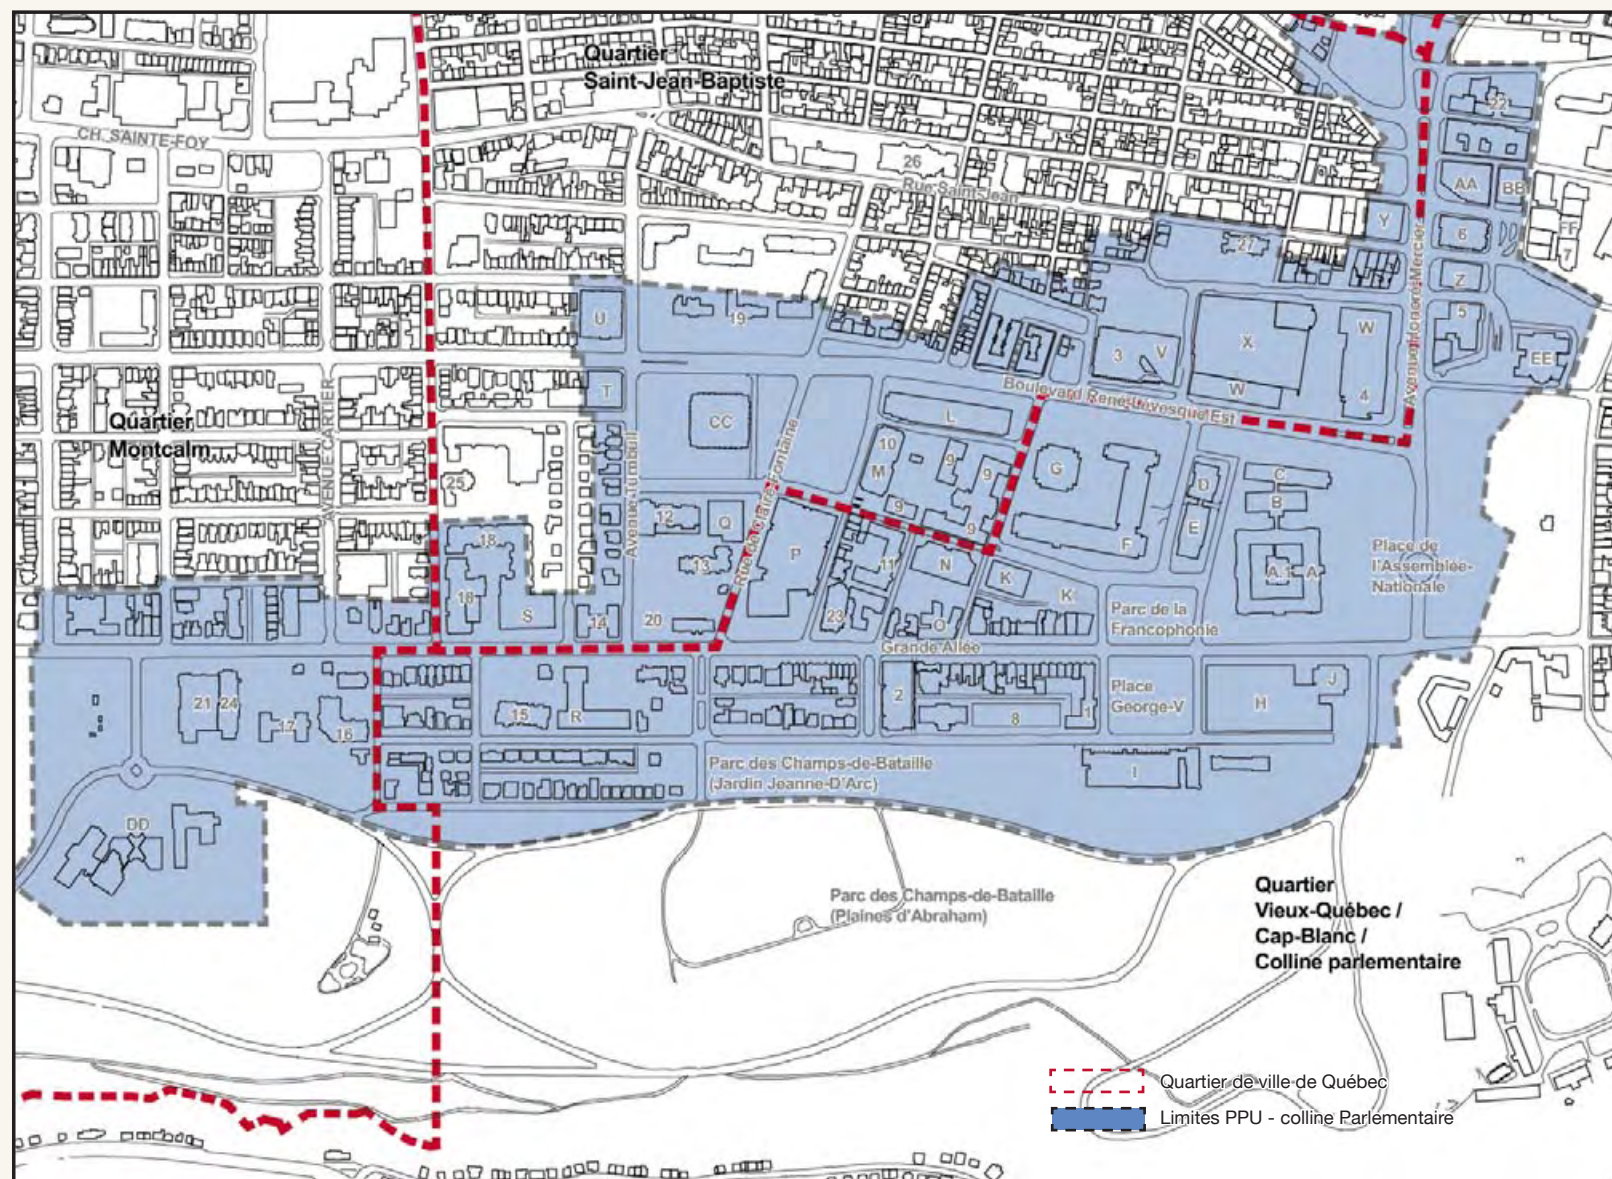 Quartier
Saint-Jean-Baptiste
22
CH. SAINTE-FOY
26
Rue Saint-Jean
AA
BB
Y
FF
6
7
27
Z
Avenue Honoré-Mercier
U
19
5
W
X
3
V
EE
W
4
Boulevard René-Lévesque Est
T
L
CC
Quartier
Montcalm
AVENUE CARTIER
10
M
9
9
G
C
D
B
25
Avenue Turnbull
Rue de Claire-Fontaine
9
9
12
Q
E
18
F
P
Place de
l'Assemblée-
Nationale
13
11
N
K
A.1
A
18
K
S
14
20
23
O
Parc de la
Francophonie
Grande Allée
21
24
17
16
15
R
2
8
1
Place
George-V
H
J
Parc des Champs-de-Bataille
(Jardin Jeanne-D'Arc)
I
DD
Parc des Champs-de-Bataille
(Plaines d'Abraham)
Quartier
Vieux-Québec /
Cap-Blanc /
Colline parlementaire
Quartier de ville de Québec
Limites PPU - colline Parlementaire